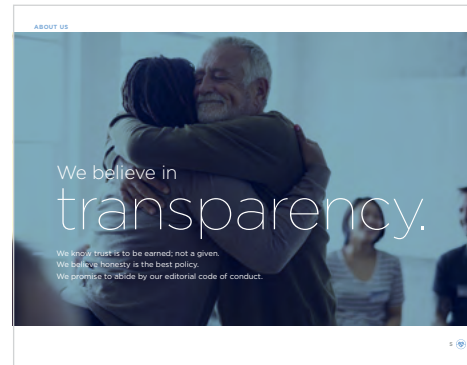 ABOUT US
We believe in
transparency.
We know trust is to be earned; not a given.
We believe honesty is the best policy.
We promise to abide by our editorial code of conduct.
5